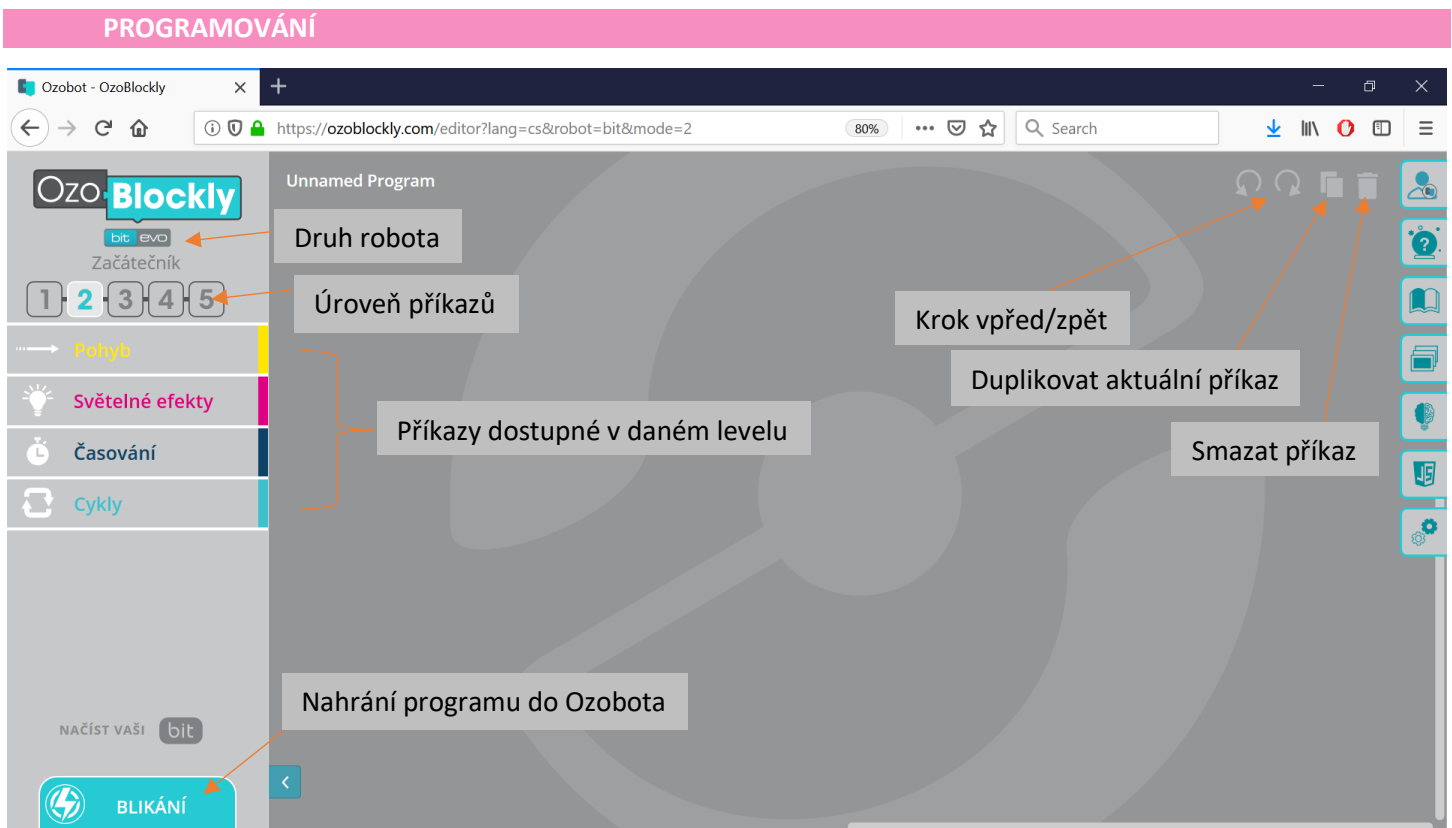 PROGRAMOVÁNÍ
Ozobot - OzoBlockly
https://ozoblockly.com/editor?lang=cs&robot=bit&mode=2
80%
Search
Ozo Blockly
Unnamed Program
bit evo
Druh robota
Začátečník
1 2 3 4 5
Úroveň příkazů
Krok vpřed/zpět
Pohyb
Duplikovat aktuální příkaz
Světelné efekty
Příkazy dostupné v daném levelu
Smazat příkaz
Časování
Cykly
Nahrání programu do Ozobota
NAČÍST VAŠI bit
BLIKÁNÍ